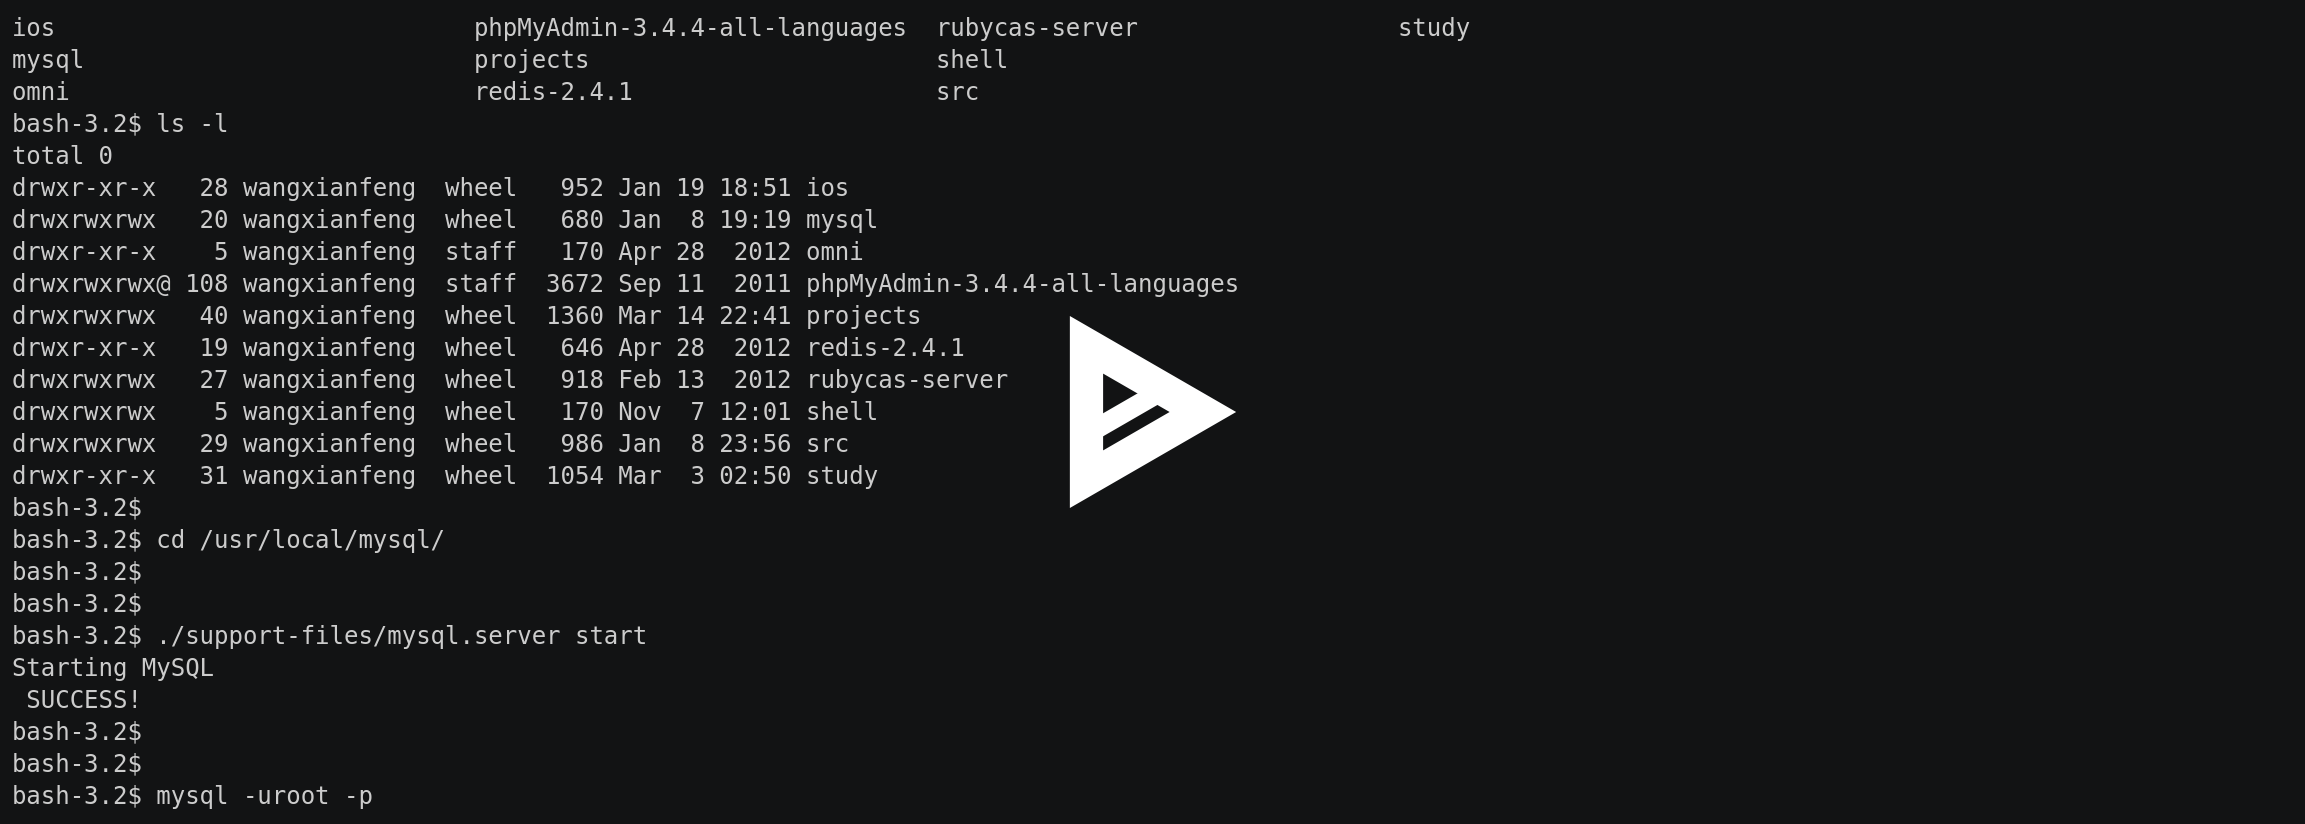 ios                             phpMyAdmin-3.4.4-all-languages  rubycas-server                  study
mysql                           projects                        shell
omni                            redis-2.4.1                     src
bash-3.2$ ls -l
total 0
drwxr-xr-x   28 wangxianfeng  wheel   952 Jan 19 18:51 ios
drwxrwxrwx   20 wangxianfeng  wheel   680 Jan  8 19:19 mysql
drwxr-xr-x    5 wangxianfeng  staff   170 Apr 28  2012 omni
drwxrwxrwx@ 108 wangxianfeng  staff  3672 Sep 11  2011 phpMyAdmin-3.4.4-all-languages
drwxrwxrwx   40 wangxianfeng  wheel  1360 Mar 14 22:41 projects
drwxr-xr-x   19 wangxianfeng  wheel   646 Apr 28  2012 redis-2.4.1
drwxrwxrwx   27 wangxianfeng  wheel   918 Feb 13  2012 rubycas-server
drwxrwxrwx    5 wangxianfeng  wheel   170 Nov  7 12:01 shell
drwxrwxrwx   29 wangxianfeng  wheel   986 Jan  8 23:56 src
drwxr-xr-x   31 wangxianfeng  wheel  1054 Mar  3 02:50 study
bash-3.2$
bash-3.2$ cd /usr/local/mysql/
bash-3.2$
bash-3.2$
bash-3.2$ ./support-files/mysql.server start
Starting MySQL
 SUCCESS!
bash-3.2$
bash-3.2$
bash-3.2$ mysql -uroot -p